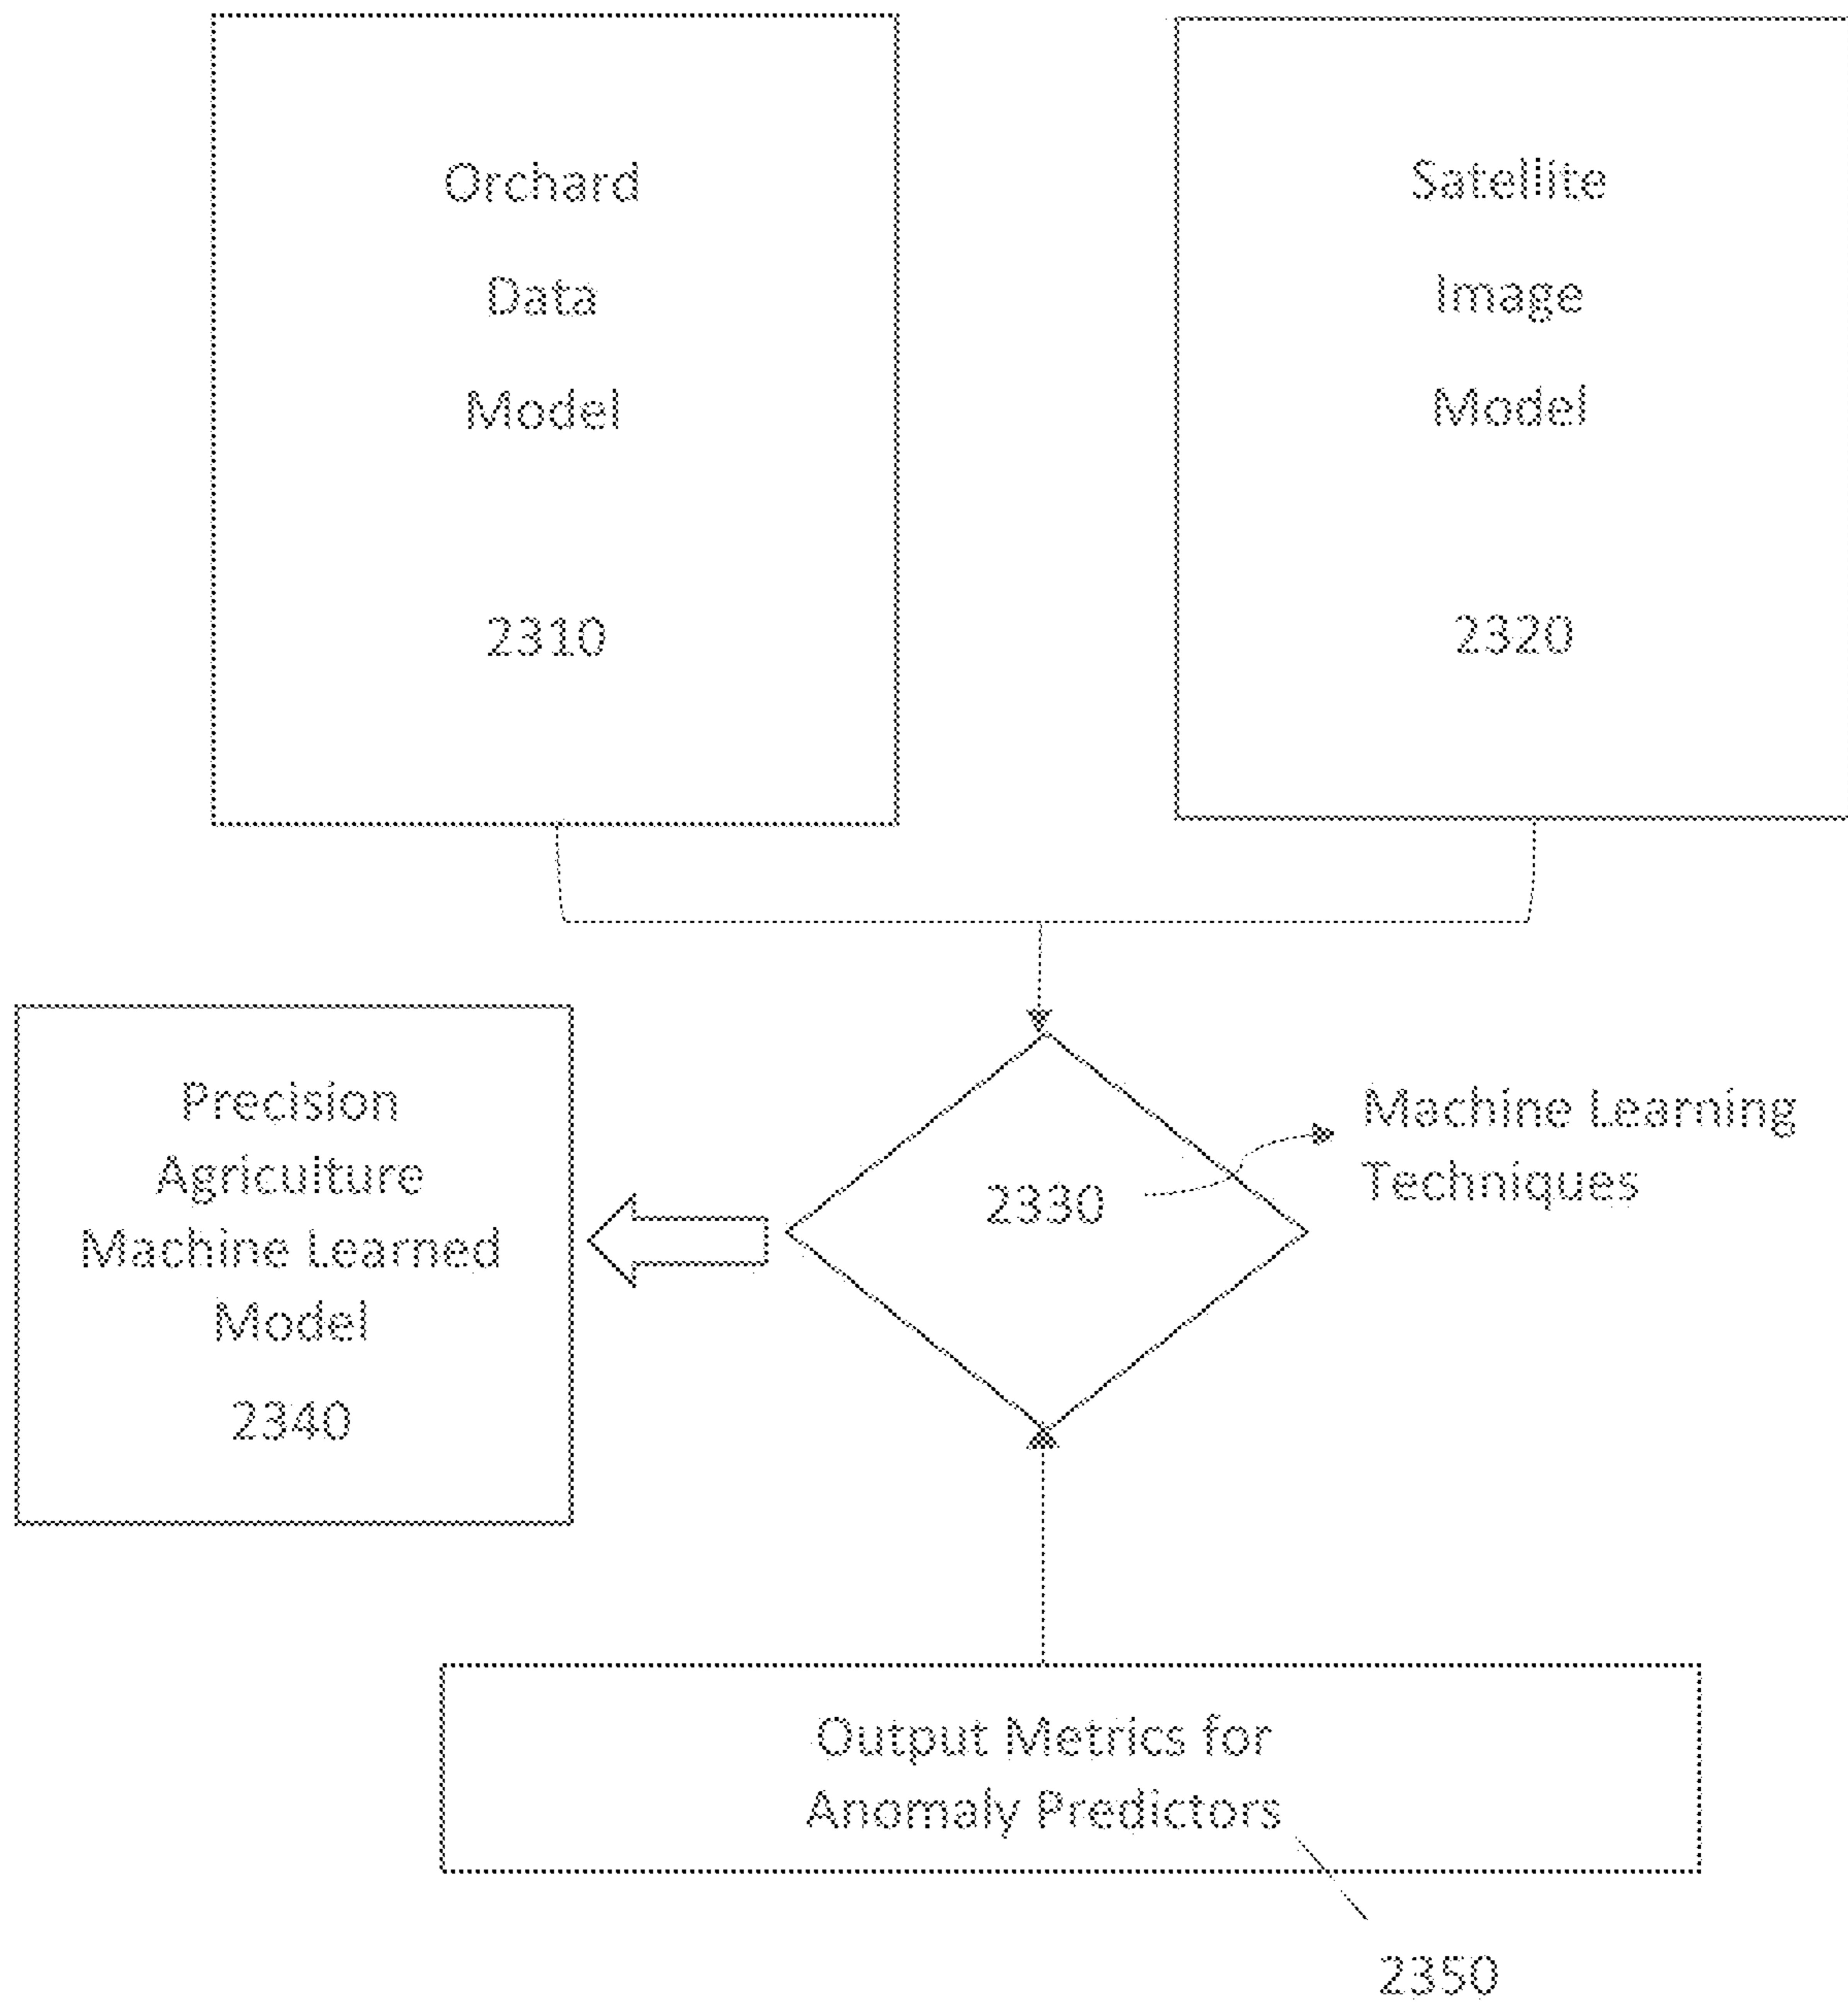 Orchard
Data
Model
2310
Satellite
Image
Model
2320
Precision
Agriculture
Machine Learned
Model
2340
2330
Machine Learning
Techniques
Output Metrics for
Anomaly Predictors
2350